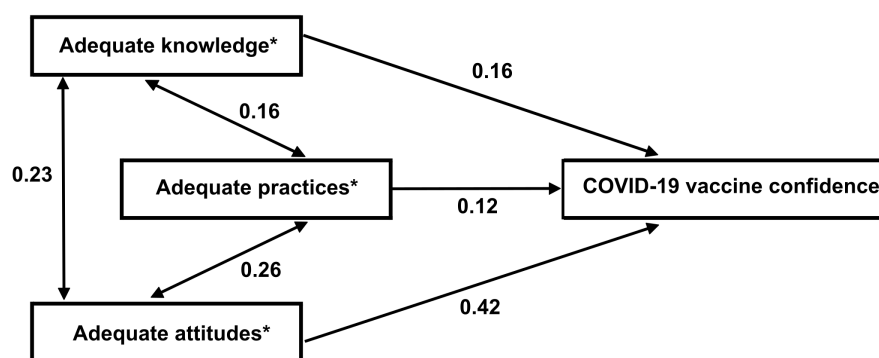 Adequate knowledge*
0.16
0.16
0.23
Adequate practices*
COVID-19 vaccine confidence
0.12
0.26
0.42
Adequate attitudes*